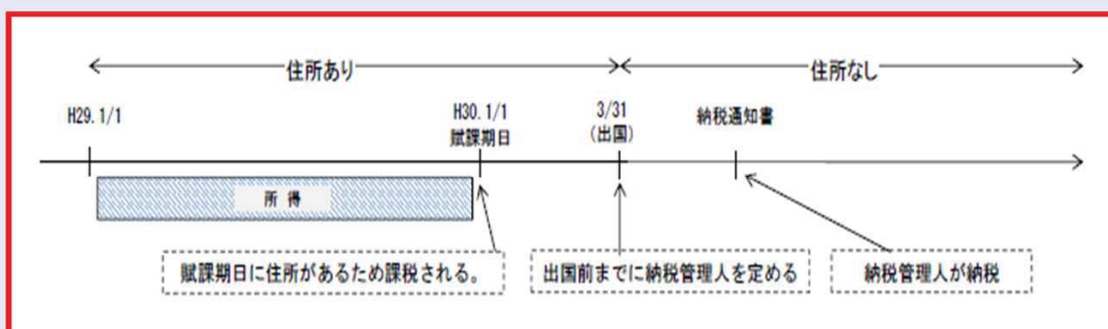 住所あり
住所なし
H29.1/1
H30.1/1
賦課期日
3/31
(出国)
納税通知書
所得
賦課期日に住所があるため課税される。
出国前までに納税管理人を定める
納税管理人が納税